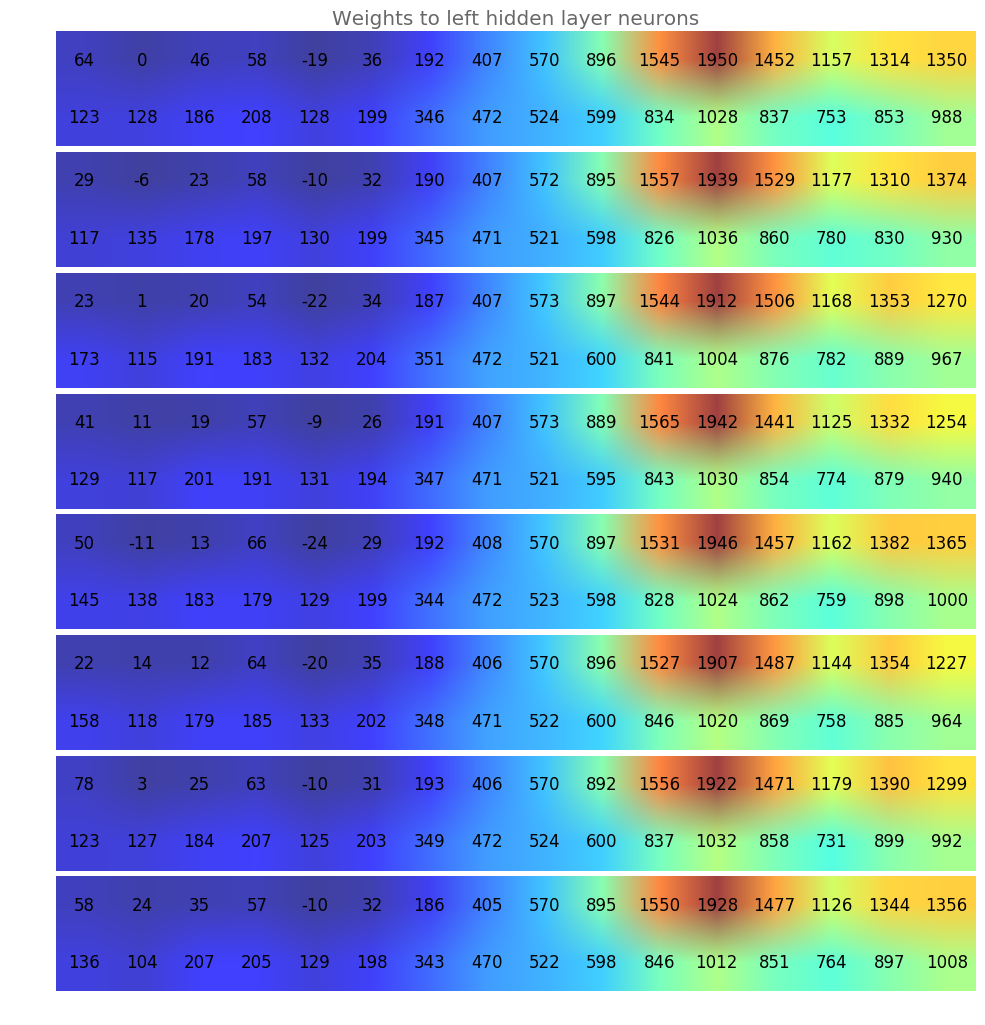 Weights to left hidden layer neurons
64 0 46 58 -19 36 192 407 570 896 1545 1950 1452 1157 1314 1350
123 128 186 208 128 199 346 472 524 599 834 1028 837 753 853 988
29 -6 23 58 -10 32 190 407 572 895 1557 1939 1529 1177 1310 1374
117 135 178 197 130 199 345 471 521 598 826 1036 860 780 830 930
23 1 20 54 -22 34 187 407 573 897 1544 1912 1506 1168 1353 1270
173 115 191 183 132 204 351 472 521 600 841 1004 876 782 889 967
41 11 19 57 -9 26 191 407 573 889 1565 1942 1441 1125 1332 1254
129 117 201 191 131 194 347 471 521 595 843 1030 854 774 879 940
50 -11 13 66 -24 29 192 408 570 897 1531 1946 1457 1162 1382 1365
145 138 183 179 129 199 344 472 523 598 828 1024 862 759 898 1000
22 14 12 64 -20 35 188 406 570 896 1527 1907 1487 1144 1354 1227
158 118 179 185 133 202 348 471 522 600 846 1020 869 758 885 964
78 3 25 63 -10 31 193 406 570 892 1556 1922 1471 1179 1390 1299
123 127 184 207 125 203 349 472 524 600 837 1032 858 731 899 992
58 24 35 57 -10 32 186 405 570 895 1550 1928 1477 1126 1344 1356
136 104 207 205 129 198 343 470 522 598 846 1012 851 764 897 1008